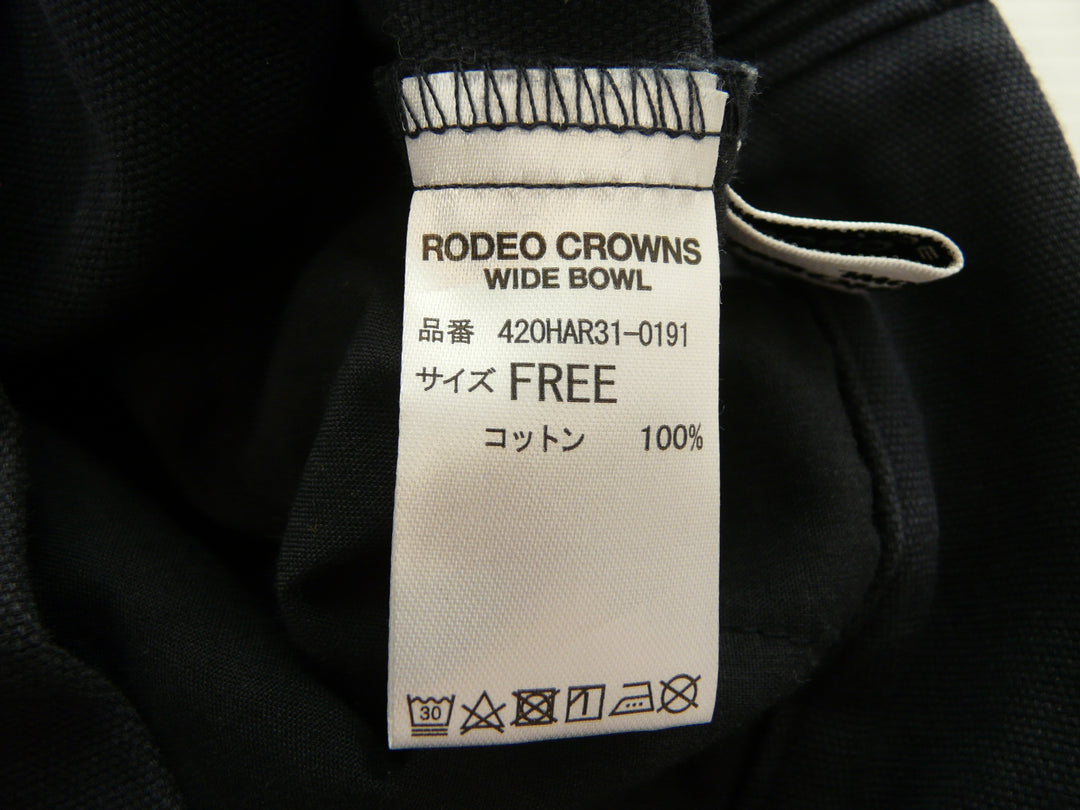 RODEO CROWNS
WIDE BOWL
品番 420HAR31-0191
サイズ FREE
コットン 100%
30